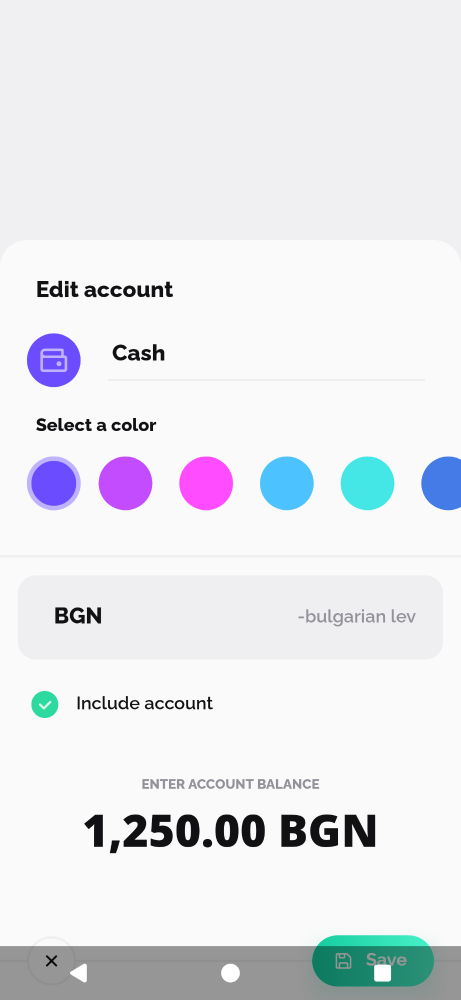 Edit account
Cash
Select a color
BGN -bulgarian lev
Include account
ENTER ACCOUNT BALANCE
1,250.00 BGN
Save